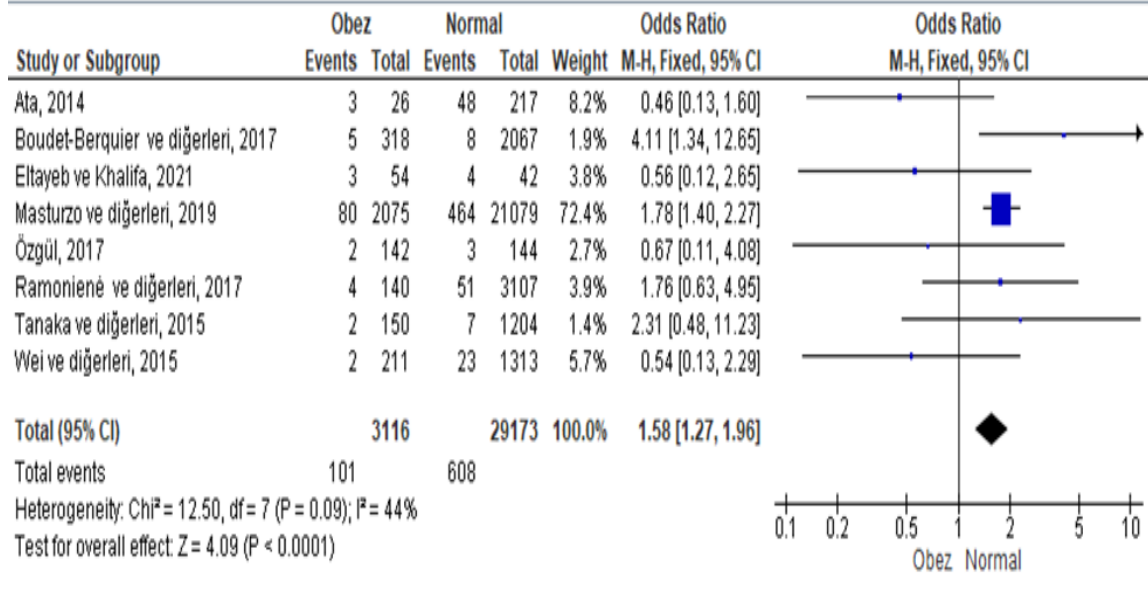 Obez Normal Odds Ratio Odds Ratio
Study or Subgroup Events Total Events Total Weight M-H, Fixed, 95% CI M-H, Fixed, 95% CI
Ata, 2014 3 26 48 217 8.2% 0.46 [0.13, 1.60]
Boudet-Berquier ve diğerleri, 2017 5 318 8 2067 1.9% 4.11 [1.34, 12.65]
Eltayeb ve Khalifa, 2021 3 54 4 42 3.8% 0.56 [0.12, 2.65]
Masturzo ve diğerleri, 2019 80 2075 464 21079 72.4% 1.78 [1.40, 2.27]
Özgül, 2017 2 142 3 144 2.7% 0.67 [0.11, 4.08]
Ramonienė ve diğerleri, 2017 4 140 51 3107 3.9% 1.76 [0.63, 4.95]
Tanaka ve diğerleri, 2015 2 150 7 1204 1.4% 2.31 [0.48, 11.23]
Wei ve diğerleri, 2015 2 211 23 1313 5.7% 0.54 [0.13, 2.29]
Total (95% CI) 3116 29173 100.0% 1.58 [1.27, 1.96]
Total events 101 608
Heterogeneity: Chi² = 12.50, df = 7 (P = 0.09); I² = 44%
Test for overall effect: Z = 4.09 (P < 0.0001)
0.1 0.2 0.5 1 2 5 10
Obez Normal